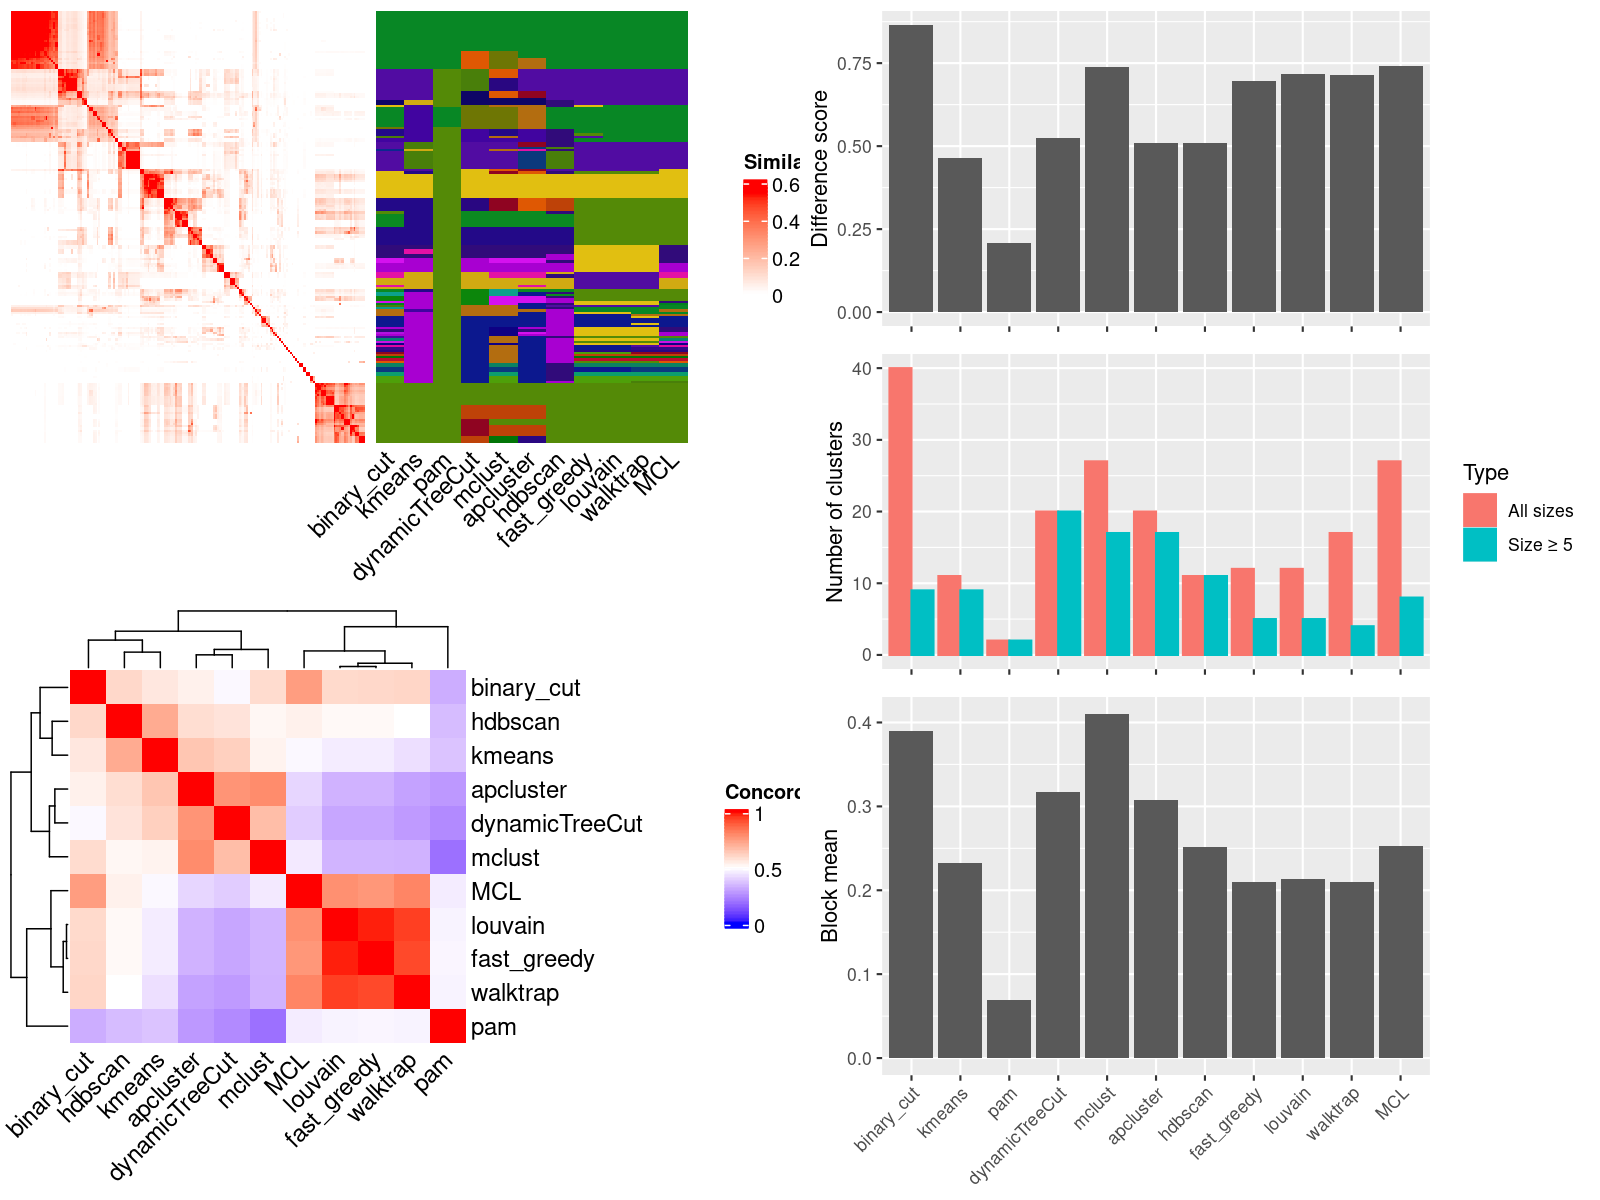 Simila
0.6
0.4
0.2
0
binary_cut
kmeans
pam
dynamicTreeCut
mclust
apcluster
hdbscan
fast_greedy
louvain
walktrap
MCL
binary_cut
hdbscan
kmeans
apcluster
dynamicTreeCut
mclust
MCL
louvain
fast_greedy
walktrap
pam
Concord
1
0.5
0
binary_cut
hdbscan
kmeans
apcluster
dynamicTreeCut
mclust
MCL
louvain
fast_greedy
walktrap
pam
Difference score
0.75
0.50
0.25
0.00
Number of clusters
40
30
20
10
0
Type
All sizes
Size ≥ 5
Block mean
0.4
0.3
0.2
0.1
0.0
binary_cut
kmeans
pam
dynamicTreeCut
mclust
apcluster
hdbscan
fast_greedy
louvain
walktrap
MCL